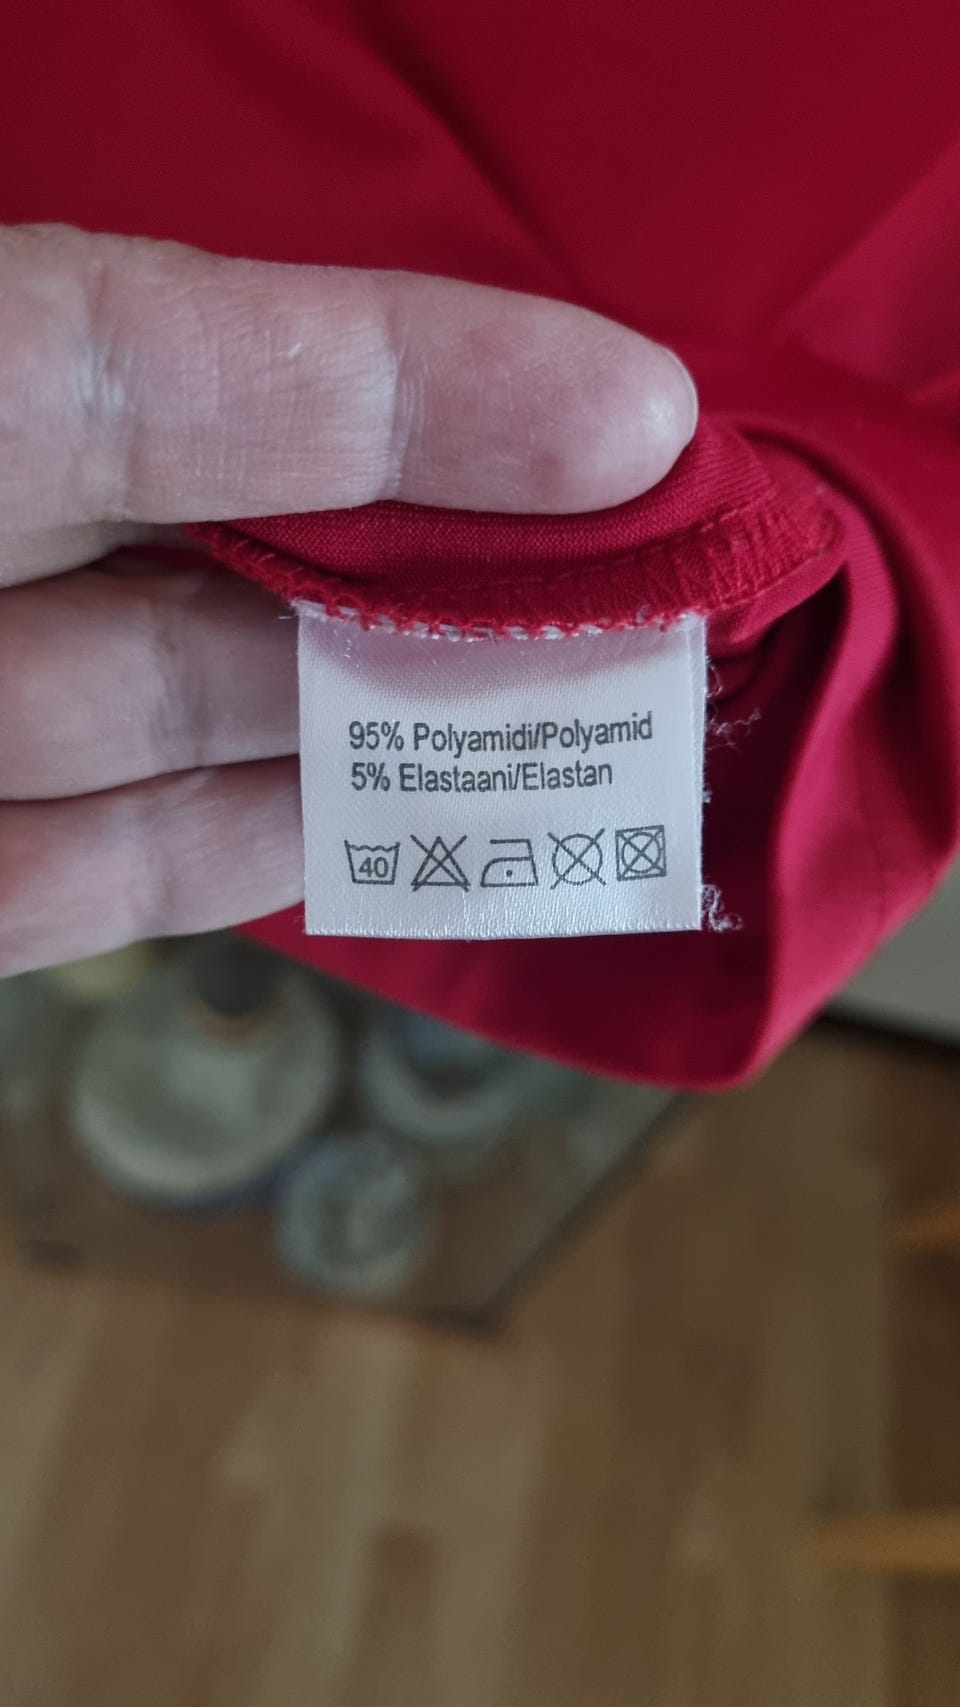 95% Polyamidi/Polyamid
5% Elastaani/Elastan
40